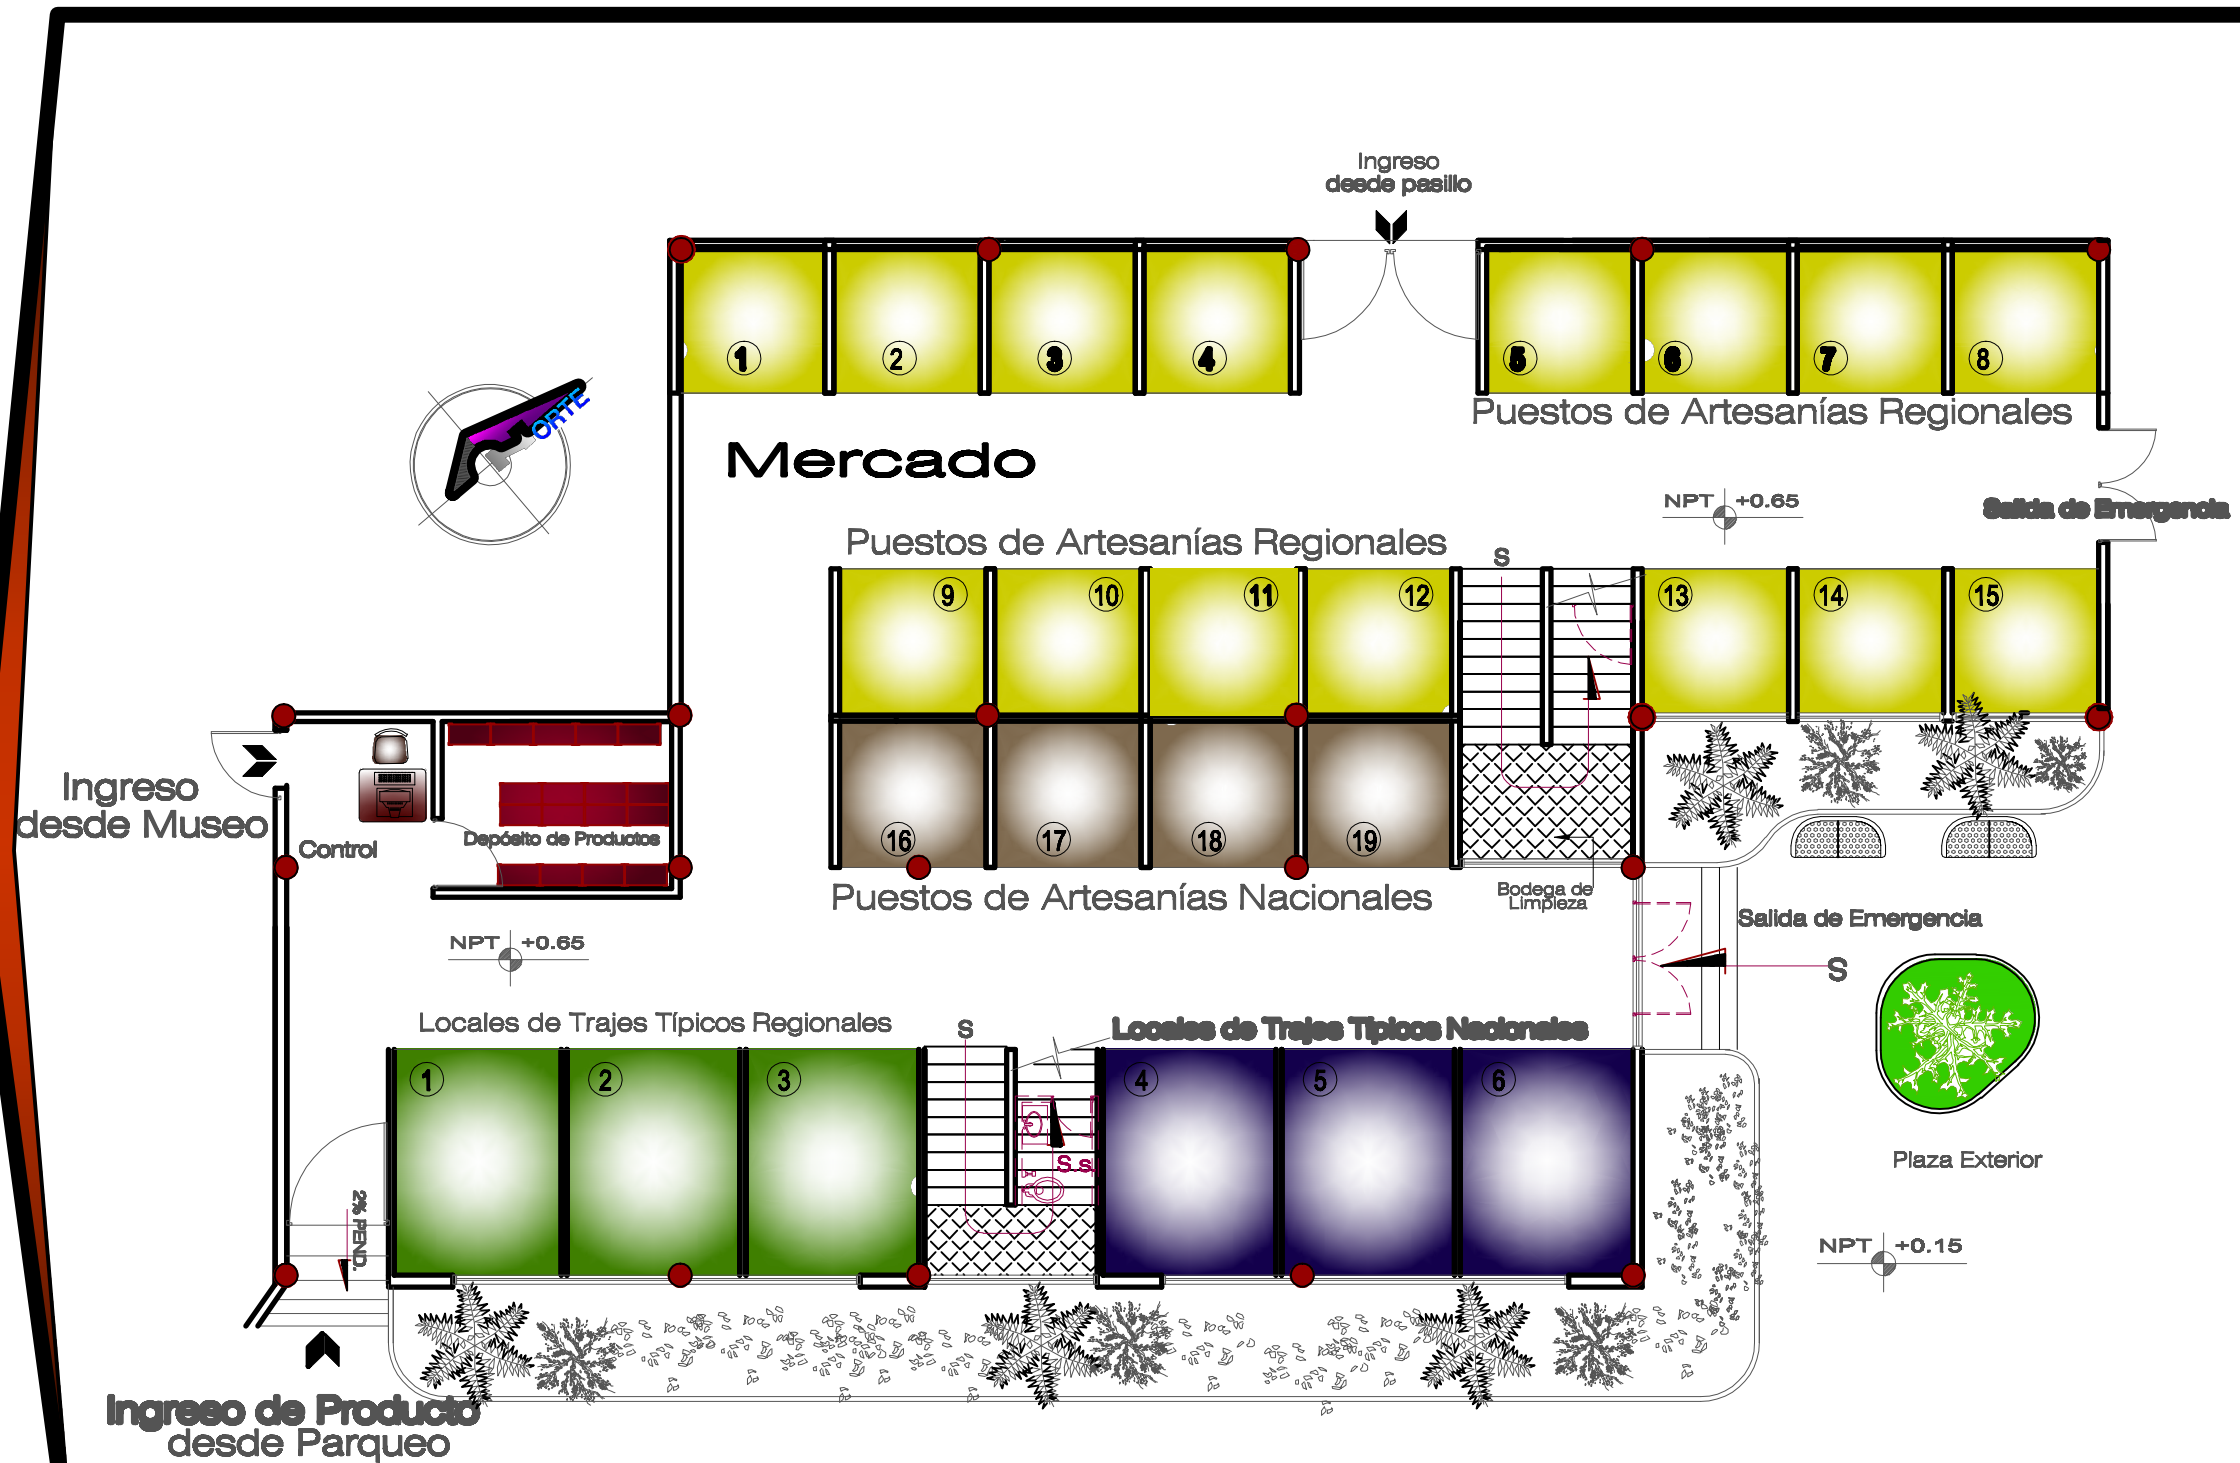 Ingreso
desde pasillo
1
2
3
4
5
6
7
8
Puestos de Artesanías Regionales
ORTE
Mercado
NPT +0.65
Salida de Emergencia
Puestos de Artesanías Regionales
S
9
10
11
12
13
14
15
Ingreso
desde Museo
Control
Depósito de Productos
16
17
18
19
Puestos de Artesanías Nacionales
Bodega de
Limpieza
Salida de Emergencia
NPT +0.65
S
Locales de Trajes Típicos Regionales
S
Locales de Trajes Típicos Nacionales
1
2
3
4
5
6
S.s.
Plaza Exterior
2% PEND.
NPT +0.15
Ingreso de Producto
desde Parqueo